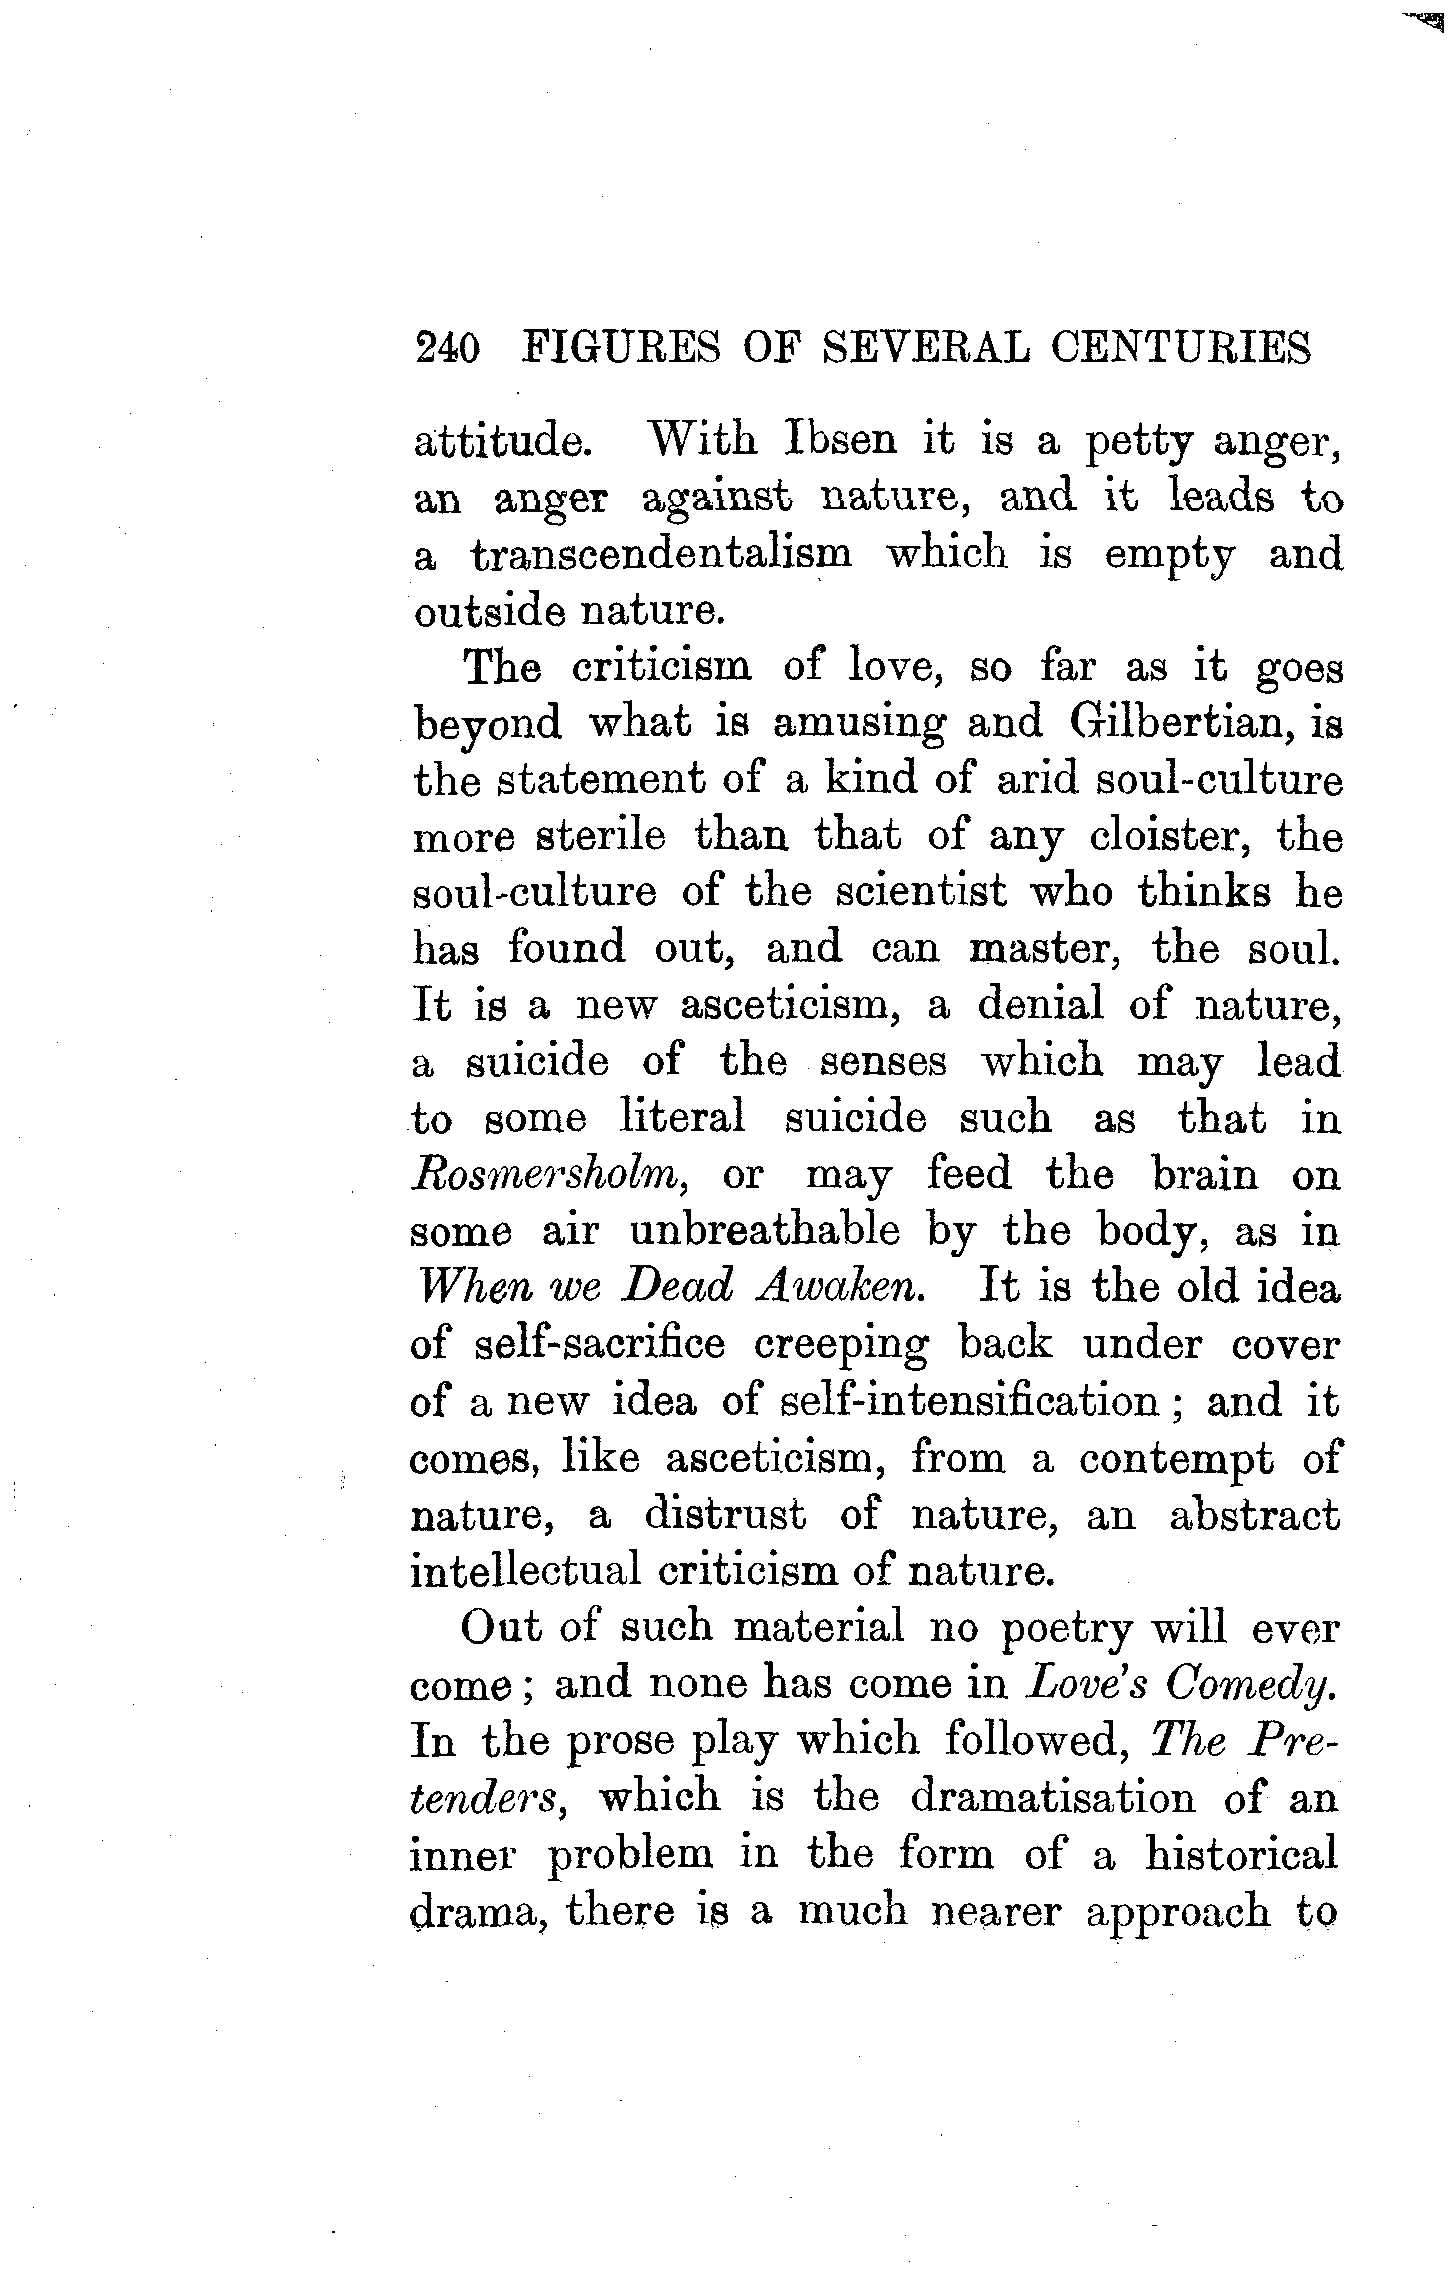 240 FIGURES OF SEVERAL CENTURIES
attitude. With Ibsen it is a petty anger,
an anger against nature, and it leads to
a transcendentalism which is empty and
outside nature.
The criticism of love, so far as it goes
beyond what is amusing and Gilbertian, is
the statement of a kind of arid soul-culture
more sterile than that of any cloister, the
soul-culture of the scientist who thinks he
has found out, and can master, the soul.
It is a new asceticism, a denial of nature,
a suicide of the senses which may lead
to some literal suicide such as that in
Rosmersholm, or may feed the brain on
some air unbreathable by the body, as in
When we Dead Awaken. It is the old idea
of self-sacrifice creeping back under cover
of a new idea of self-intensification ; and it
comes, like asceticism, from a contempt of
nature, a distrust of nature, an abstract
intellectual criticism of nature.
Out of such material no poetry will ever
come ; and none has come in Love's Comedy.
In the prose play which followed, The Pre-
tenders, which is the dramatisation of an
inner problem in the form of a historical
drama, there is a much nearer approach to